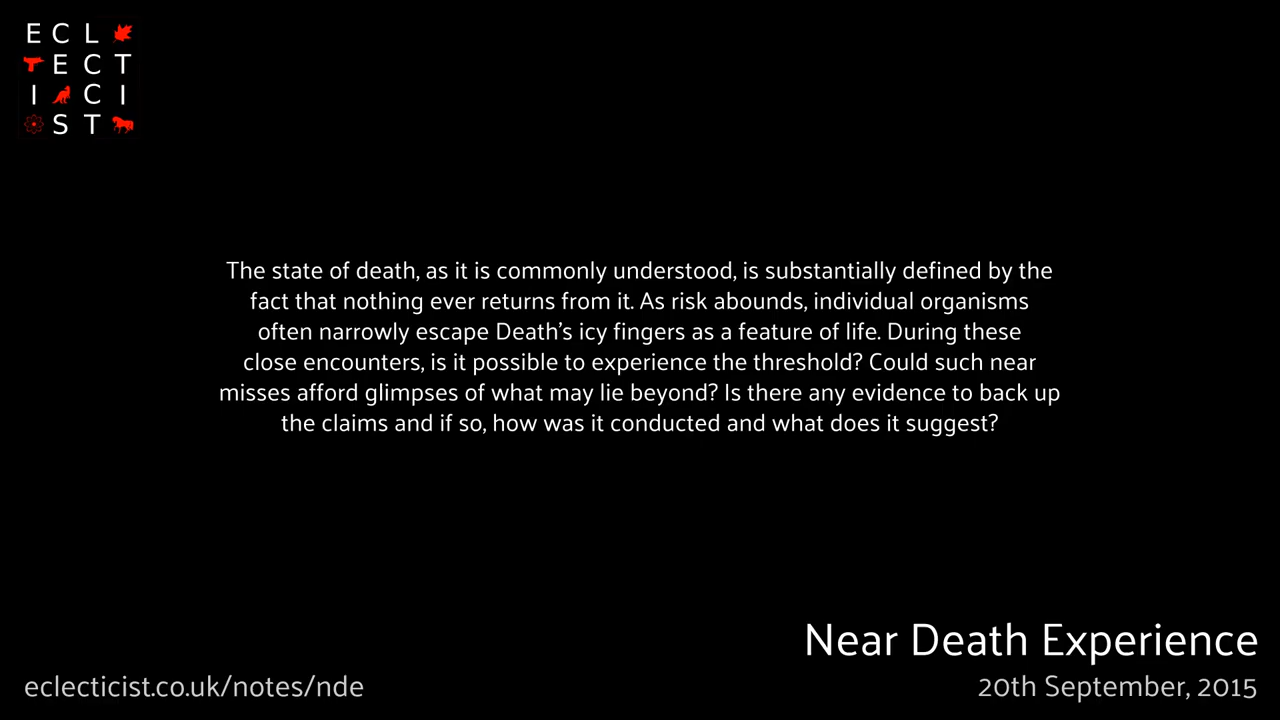 E C L
E C T
I C I
S T
The state of death, as it is commonly understood, is substantially defined by the
fact that nothing ever returns from it. As risk abounds, individual organisms
often narrowly escape Death's icy fingers as a feature of life. During these
close encounters, is it possible to experience the threshold? Could such near
misses afford glimpses of what may lie beyond? Is there any evidence to back up
the claims and if so, how was it conducted and what does it suggest?
Near Death Experience
eclecticist.co.uk/notes/nde
20th September, 2015